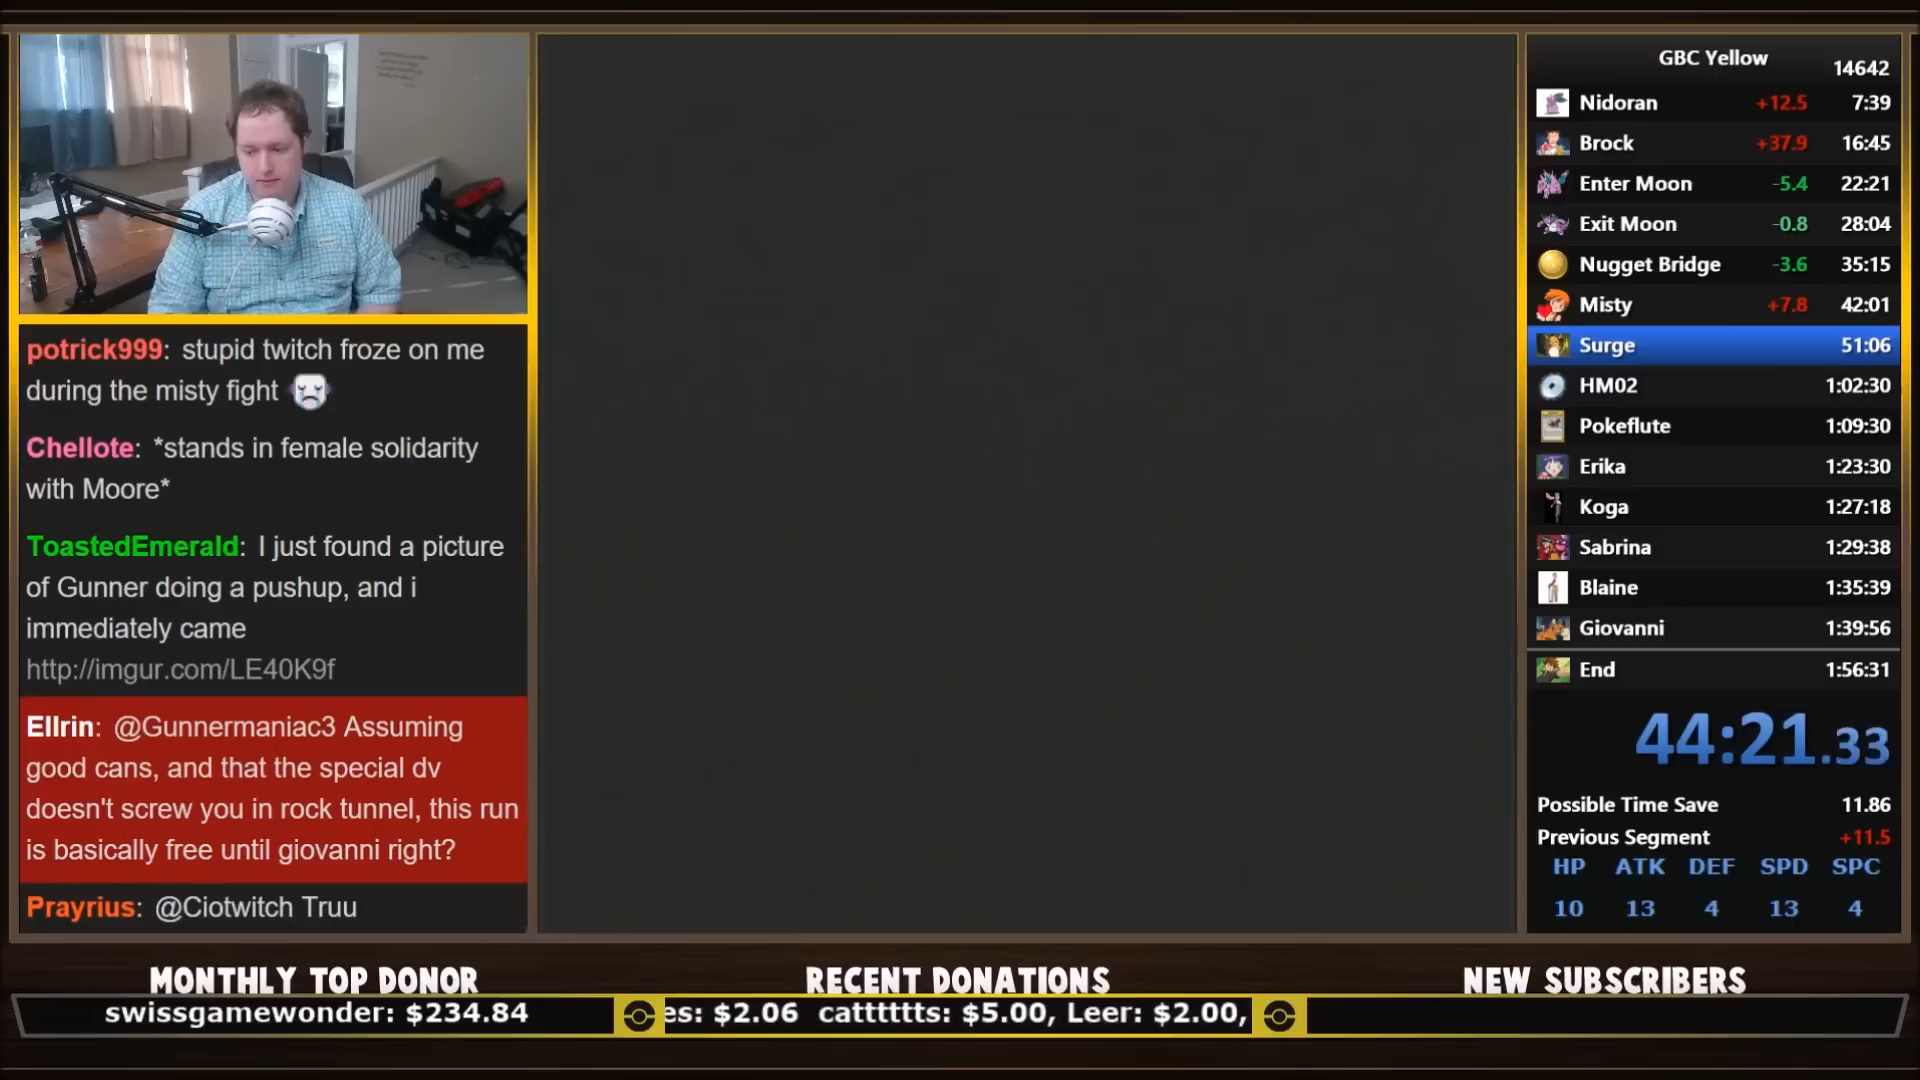 potrick999: stupid twitch froze on me
during the misty fight
Chellote: *stands in female solidarity
with Moore*
ToastedEmerald: I just found a picture
of Gunner doing a pushup, and i
immediately came
http://imgur.com/LE40K9f
Ellrin: @Gunnermaniac3 Assuming
good cans, and that the special dv
doesn't screw you in rock tunnel, this run
is basically free until giovanni right?
Prayrius: @Ciotwitch Truu
GBC Yellow 14642
Nidoran +12.5 7:39
Brock +37.9 16:45
Enter Moon -5.4 22:21
Exit Moon -0.8 28:04
Nugget Bridge -3.6 35:15
Misty +7.8 42:01
Surge 51:06
HM02 1:02:30
Pokeflute 1:09:30
Erika 1:23:30
Koga 1:27:18
Sabrina 1:29:38
Blaine 1:35:39
Giovanni 1:39:56
End 1:56:31
44:21.33
Possible Time Save 11.86
Previous Segment +11.5
HP ATK DEF SPD SPC
10 13 4 13 4
MONTHLY TOP DONOR
swissgamewonder: $234.84
RECENT DONATIONS
es: $2.06 catttttts: $5.00, Leer: $2.00,
NEW SUBSCRIBERS